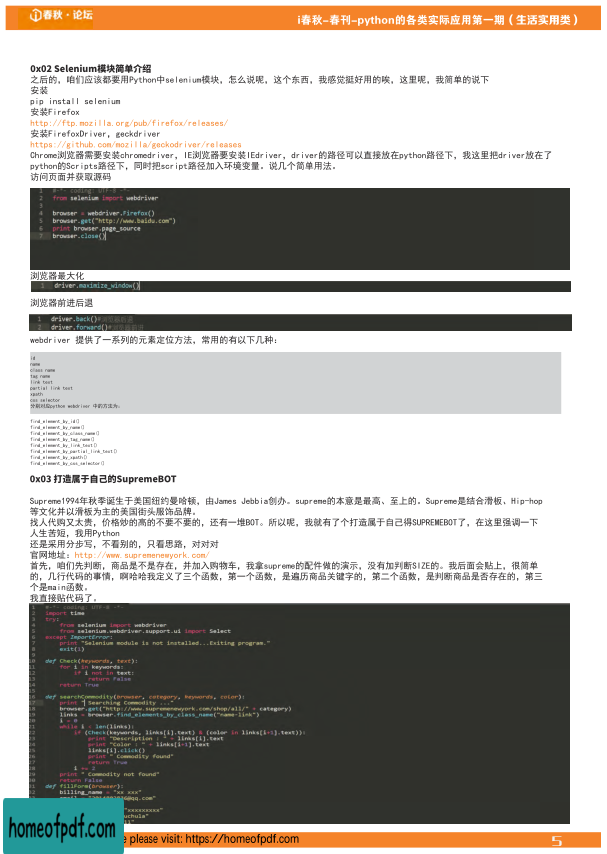 i春秋·论坛
i春秋-春刊-python的各类实际应用第一期（生活实用类）
0x02 Selenium模块简单介绍
之后的，咱们应该都要用Python中selenium模块，怎么说呢，这个东西，我感觉挺好用的唉，这里呢，我简单的说下
安装
pip install selenium
安装Firefox
http://ftp.mozilla.org/pub/firefox/releases/
安装FirefoxDriver, geckdriver
https://github.com/mozilla/geckodriver/releases
Chrome浏览器需要安装chromedriver, IE浏览器要安装IEdriver, driver的路径可以直接放在python路径下，我这里把driver放在了
python的Scripts路径下，同时把script路径加入环境变量。说几个简单用法。
访问页面并获取源码
1 #-*- coding: UTF-8 -*-
2 from selenium import webdriver
3
4 browser = webdriver.Firefox()
5 browser.get("http://www.baidu.com")
6 print browser.page_source
7 browser.close()
浏览器最大化
1 driver.maximize_window()
浏览器前进后退
1 driver.back()#浏览器后退
2 driver.forward()#浏览器前进
webdriver 提供了一系列的元素定位方法，常用的有以下几种：
id
name
class name
tag name
link text
partial link text
xpath
css selector
分别对应python webdriver 中的方法为：
find_element_by_id()
find_element_by_name()
find_element_by_class_name()
find_element_by_tag_name()
find_element_by_link_text()
find_element_by_partial_link_text()
find_element_by_xpath()
find_element_by_css_selector()
0x03 打造属于自己的SupremeBOT
Supreme1994年秋季诞生于美国纽约曼哈顿，由James Jebbia创办。supreme的本意是最高、至上的。Supreme是结合滑板、Hip-hop
等文化并以滑板为主的美国街头服饰品牌。
找人代购又太贵，价格炒的高的不要不要的，还有一堆BOT。所以呢，我就有了个打造属于自己得SUPREMEBOT了，在这里强调一下
人生苦短，我用Python
还是采用分步写，不看别的，只看思路，对对对
官网地址：http://www.supremenewyork.com/
首先，咱们先判断，商品是不是存在，并加入购物车，我拿supreme的配件做的演示，没有加判断SIZE的。我后面会贴上，很简单
的，几行代码的事情，啊哈哈我定义了三个函数，第一个函数，是遍历商品关键字的，第二个函数，是判断商品是否存在的，第三
个是main函数。
我直接贴代码了。
1 #-*- coding: UTF-8 -*-
2 import time
3 try:
4 from selenium import webdriver
5 from selenium.webdriver.support.ui import Select
6 except ImportError:
7 print "Selenium module is not installed...Exiting program."
8 exit(1)
9
10 def Check(keywords, text):
11 for i in keywords:
12 if i not in text:
13 return False
14 return True
15
16 def searchCommodity(browser, category, keywords, color):
17 print " Searching Commodity ..."
18 browser.get("http://www.supremenewyork.com/shop/all/" + category)
19 links = browser.find_elements_by_class_name("name-link")
20 i = 0
21 while i < len(links):
22 if (Check(keywords, links[i].text) & (color in links[i+1].text)):
23 print "Description : " + links[i].text
24 print "Color : " + links[i+1].text
25 links[i].click()
26 print " Commodity found"
27 return True
28 i += 2
29 print " Commodity not found"
30 return False
31 def fillForm(browser):
32 billing_name = "xx xxx"
@qq.com"
"xxxxxxxxx"
homeofpdf.com
e please visit: https://homeofpdf.com
5